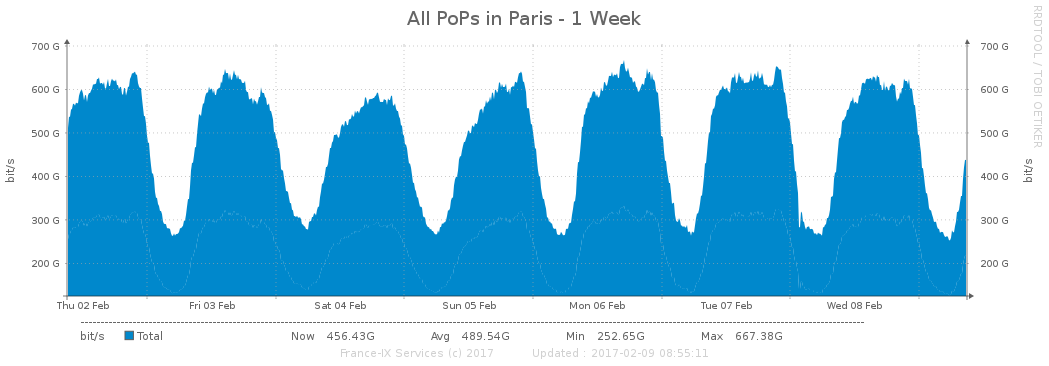 All PoPs in Paris - 1 Week
RRDTOOL / TOBI OETIKER
bit/s
bit/s
700 G 700 G
600 G 600 G
500 G 500 G
400 G 400 G
300 G 300 G
200 G 200 G
Thu 02 Feb Fri 03 Feb Sat 04 Feb Sun 05 Feb Mon 06 Feb Tue 07 Feb Wed 08 Feb
bit/s Total Now 456.43G Avg 489.54G Min 252.65G Max 667.38G
France-IX Services (c) 2017 Updated : 2017-02-09 08:55:11